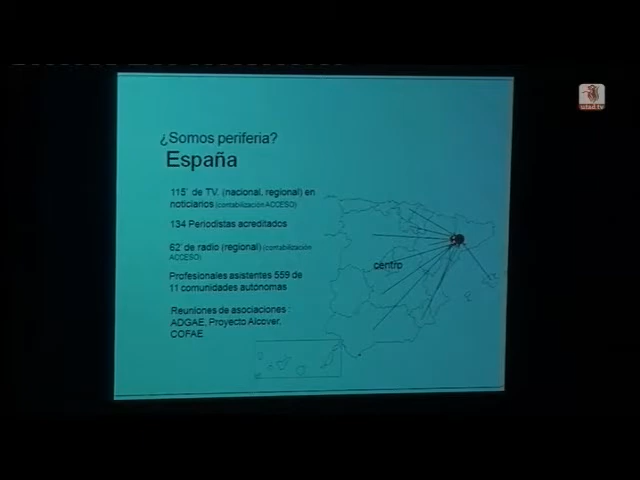 ¿Somos periferia?
España
115' de TV. (nacional, regional) en
noticiarios (contabilización ACCESO)
134 Periodistas acreditados
62' de radio (regional) (contabilización
ACCESO)
centro
Profesionales asistentes 559 de
11 comunidades autonomas
Reuniones de asociaciones :
ADGAE, Proyecto Alcover,
COFAE